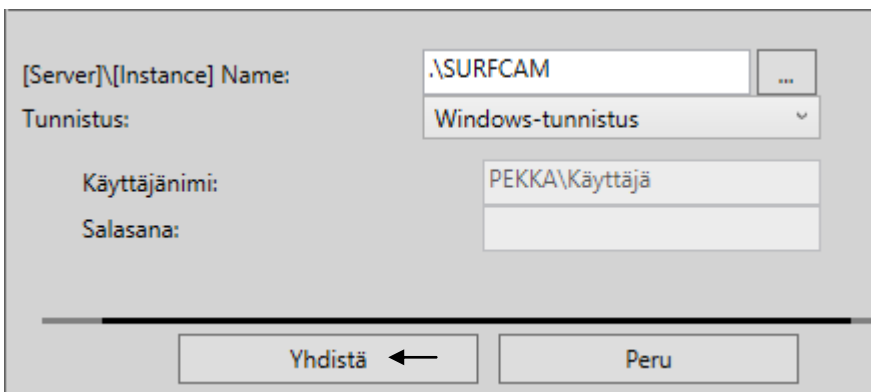 [Server]\[Instance] Name: .\SURFCAM ...
Tunnistus: Windows-tunnistus
Käyttäjänimi: PEKKA\Käyttäjä
Salasana:
Yhdistä Peru